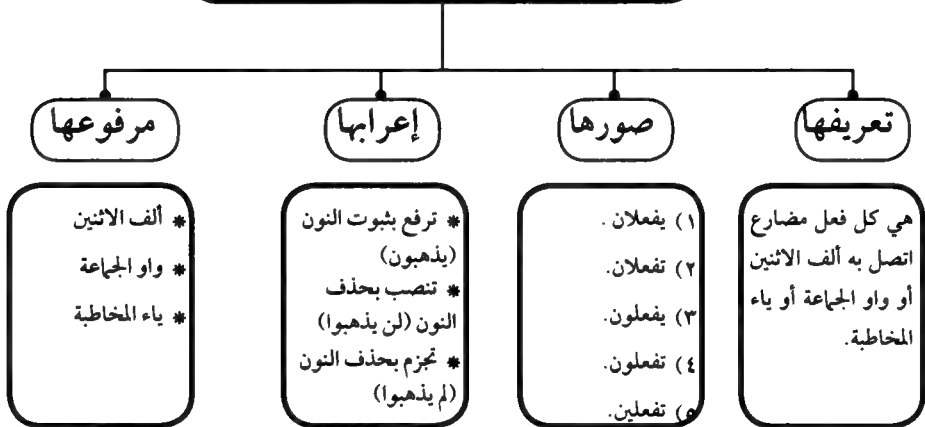 تعريفها
صورها
إعرابها
مرفوعها
هي كل فعل مضارع
اتصل به ألف الاثنين
أو واو الجماعة أو ياء
المخاطبة.
١) يفعلان .
٢) تفعلان.
٣) يفعلون.
٤) تفعلون.
٥) تفعلين.
* ترفع بثبوت النون
(يذهبون)
* تنصب بحذف
النون (لن يذهبوا)
* تجزم بحذف النون
(لم يذهبوا)
* ألف الاثنين
* واو الجماعة
* ياء المخاطبة